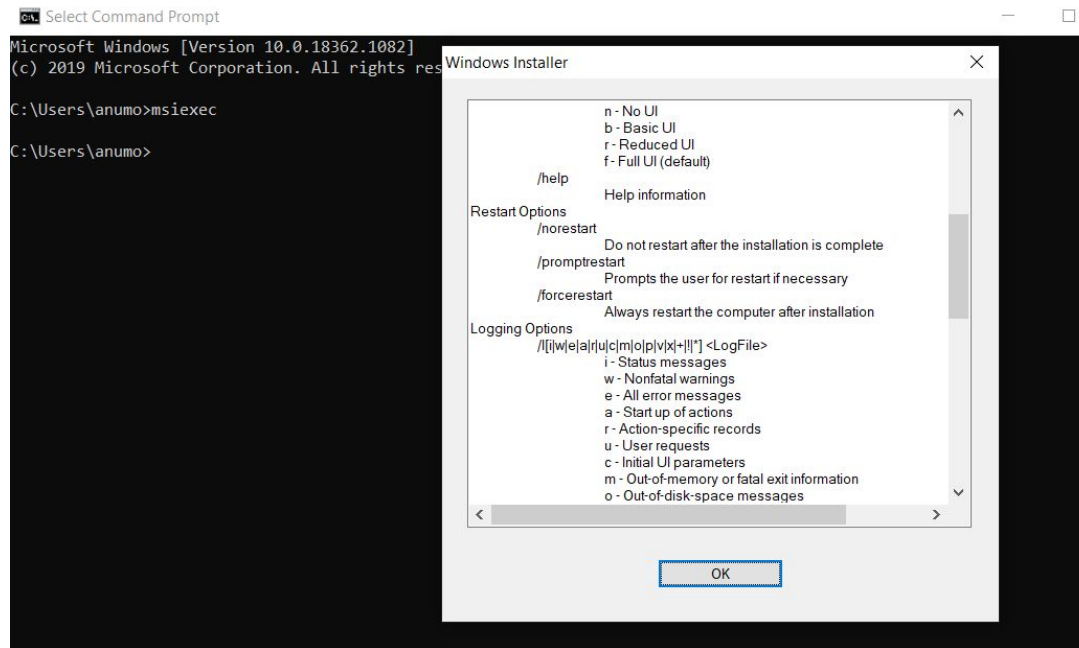 Select Command Prompt
Microsoft Windows [Version 10.0.18362.1082]
(c) 2019 Microsoft Corporation. All rights res
C:\Users\anumo>msiexec
C:\Users\anumo>
Windows Installer
n - No UI
b - Basic UI
r - Reduced UI
f - Full UI (default)
/help
Help information
Restart Options
/norestart
Do not restart after the installation is complete
/promptrestart
Prompts the user for restart if necessary
/forcerestart
Always restart the computer after installation
Logging Options
/l[i|w|e|a|r|u|c|m|o|p|v|x|+|!|*] <LogFile>
i - Status messages
w - Nonfatal warnings
e - All error messages
a - Start up of actions
r - Action-specific records
u - User requests
c - Initial UI parameters
m - Out-of-memory or fatal exit information
o - Out-of-disk-space messages
OK